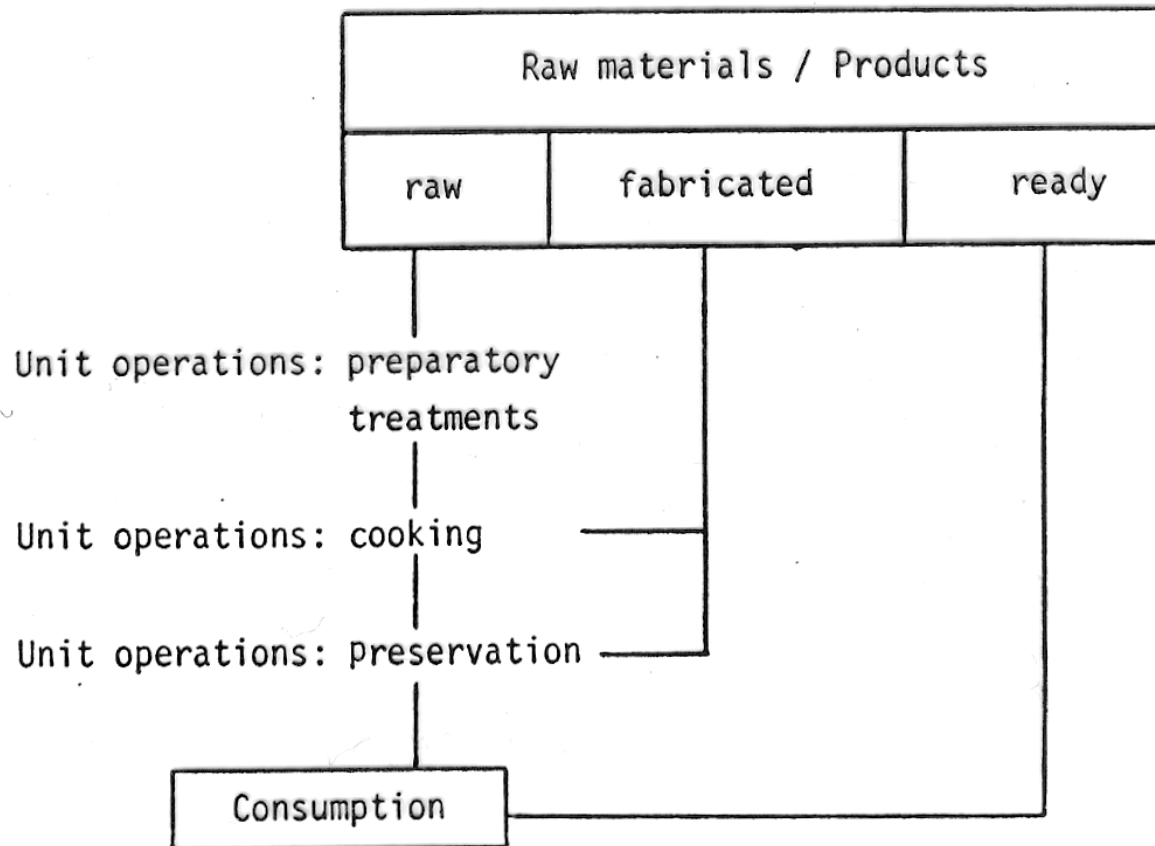 Raw materials / Products
raw fabricated ready
Unit operations: preparatory
treatments
Unit operations: cooking
Unit operations: preservation
Consumption